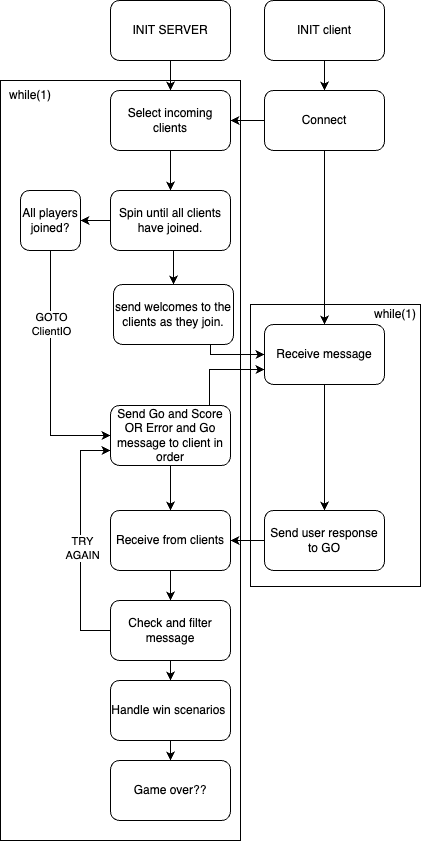 INIT SERVER
INIT client
while(1)
Select incoming
clients
Connect
All players
joined?
Spin until all clients
have joined.
send welcomes to the
clients as they join.
while(1)
GOTO
ClientIO
Receive message
Send Go and Score
OR Error and Go
message to client in
order
TRY
AGAIN
Receive from clients
Send user response
to GO
Check and filter
message
Handle win scenarios
Game over??